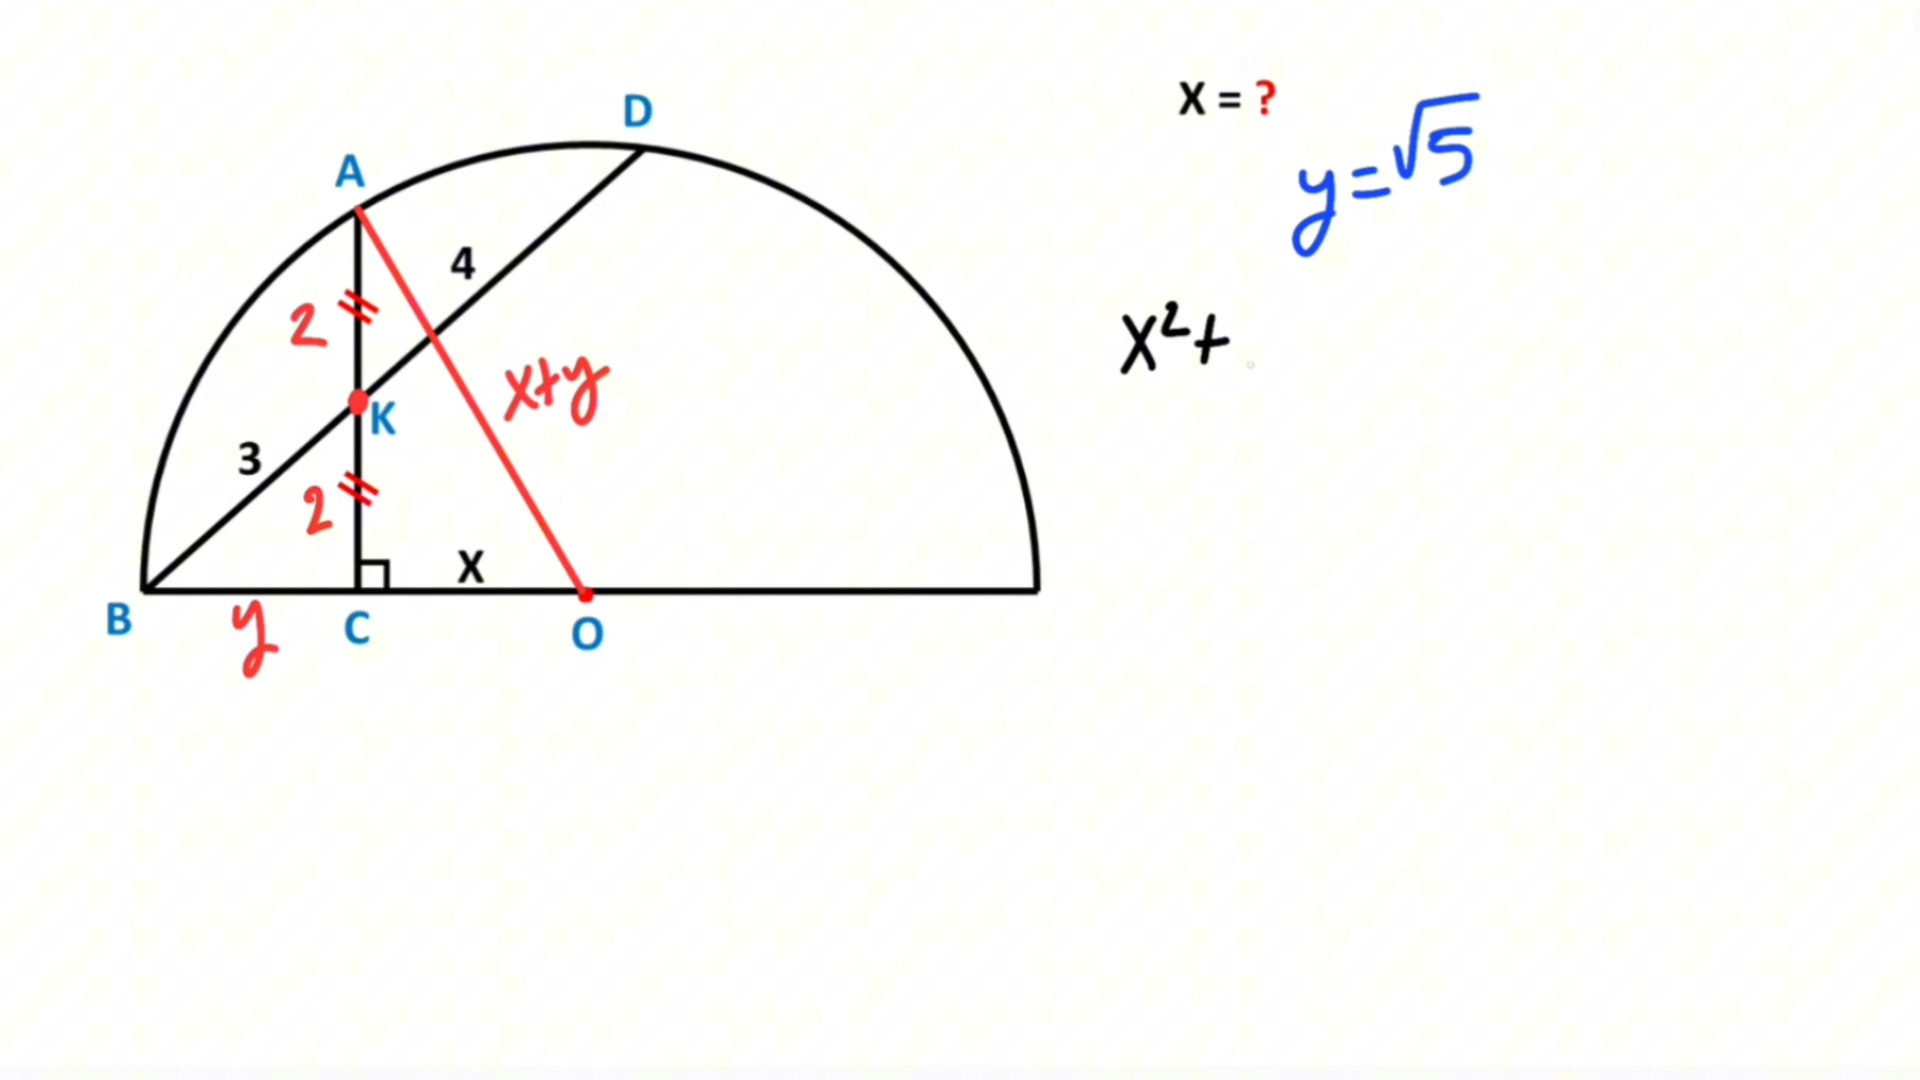 X = ?
y = √5
D
A
4
2
x²+
x+y
K
3
2
X
B
y
C
O